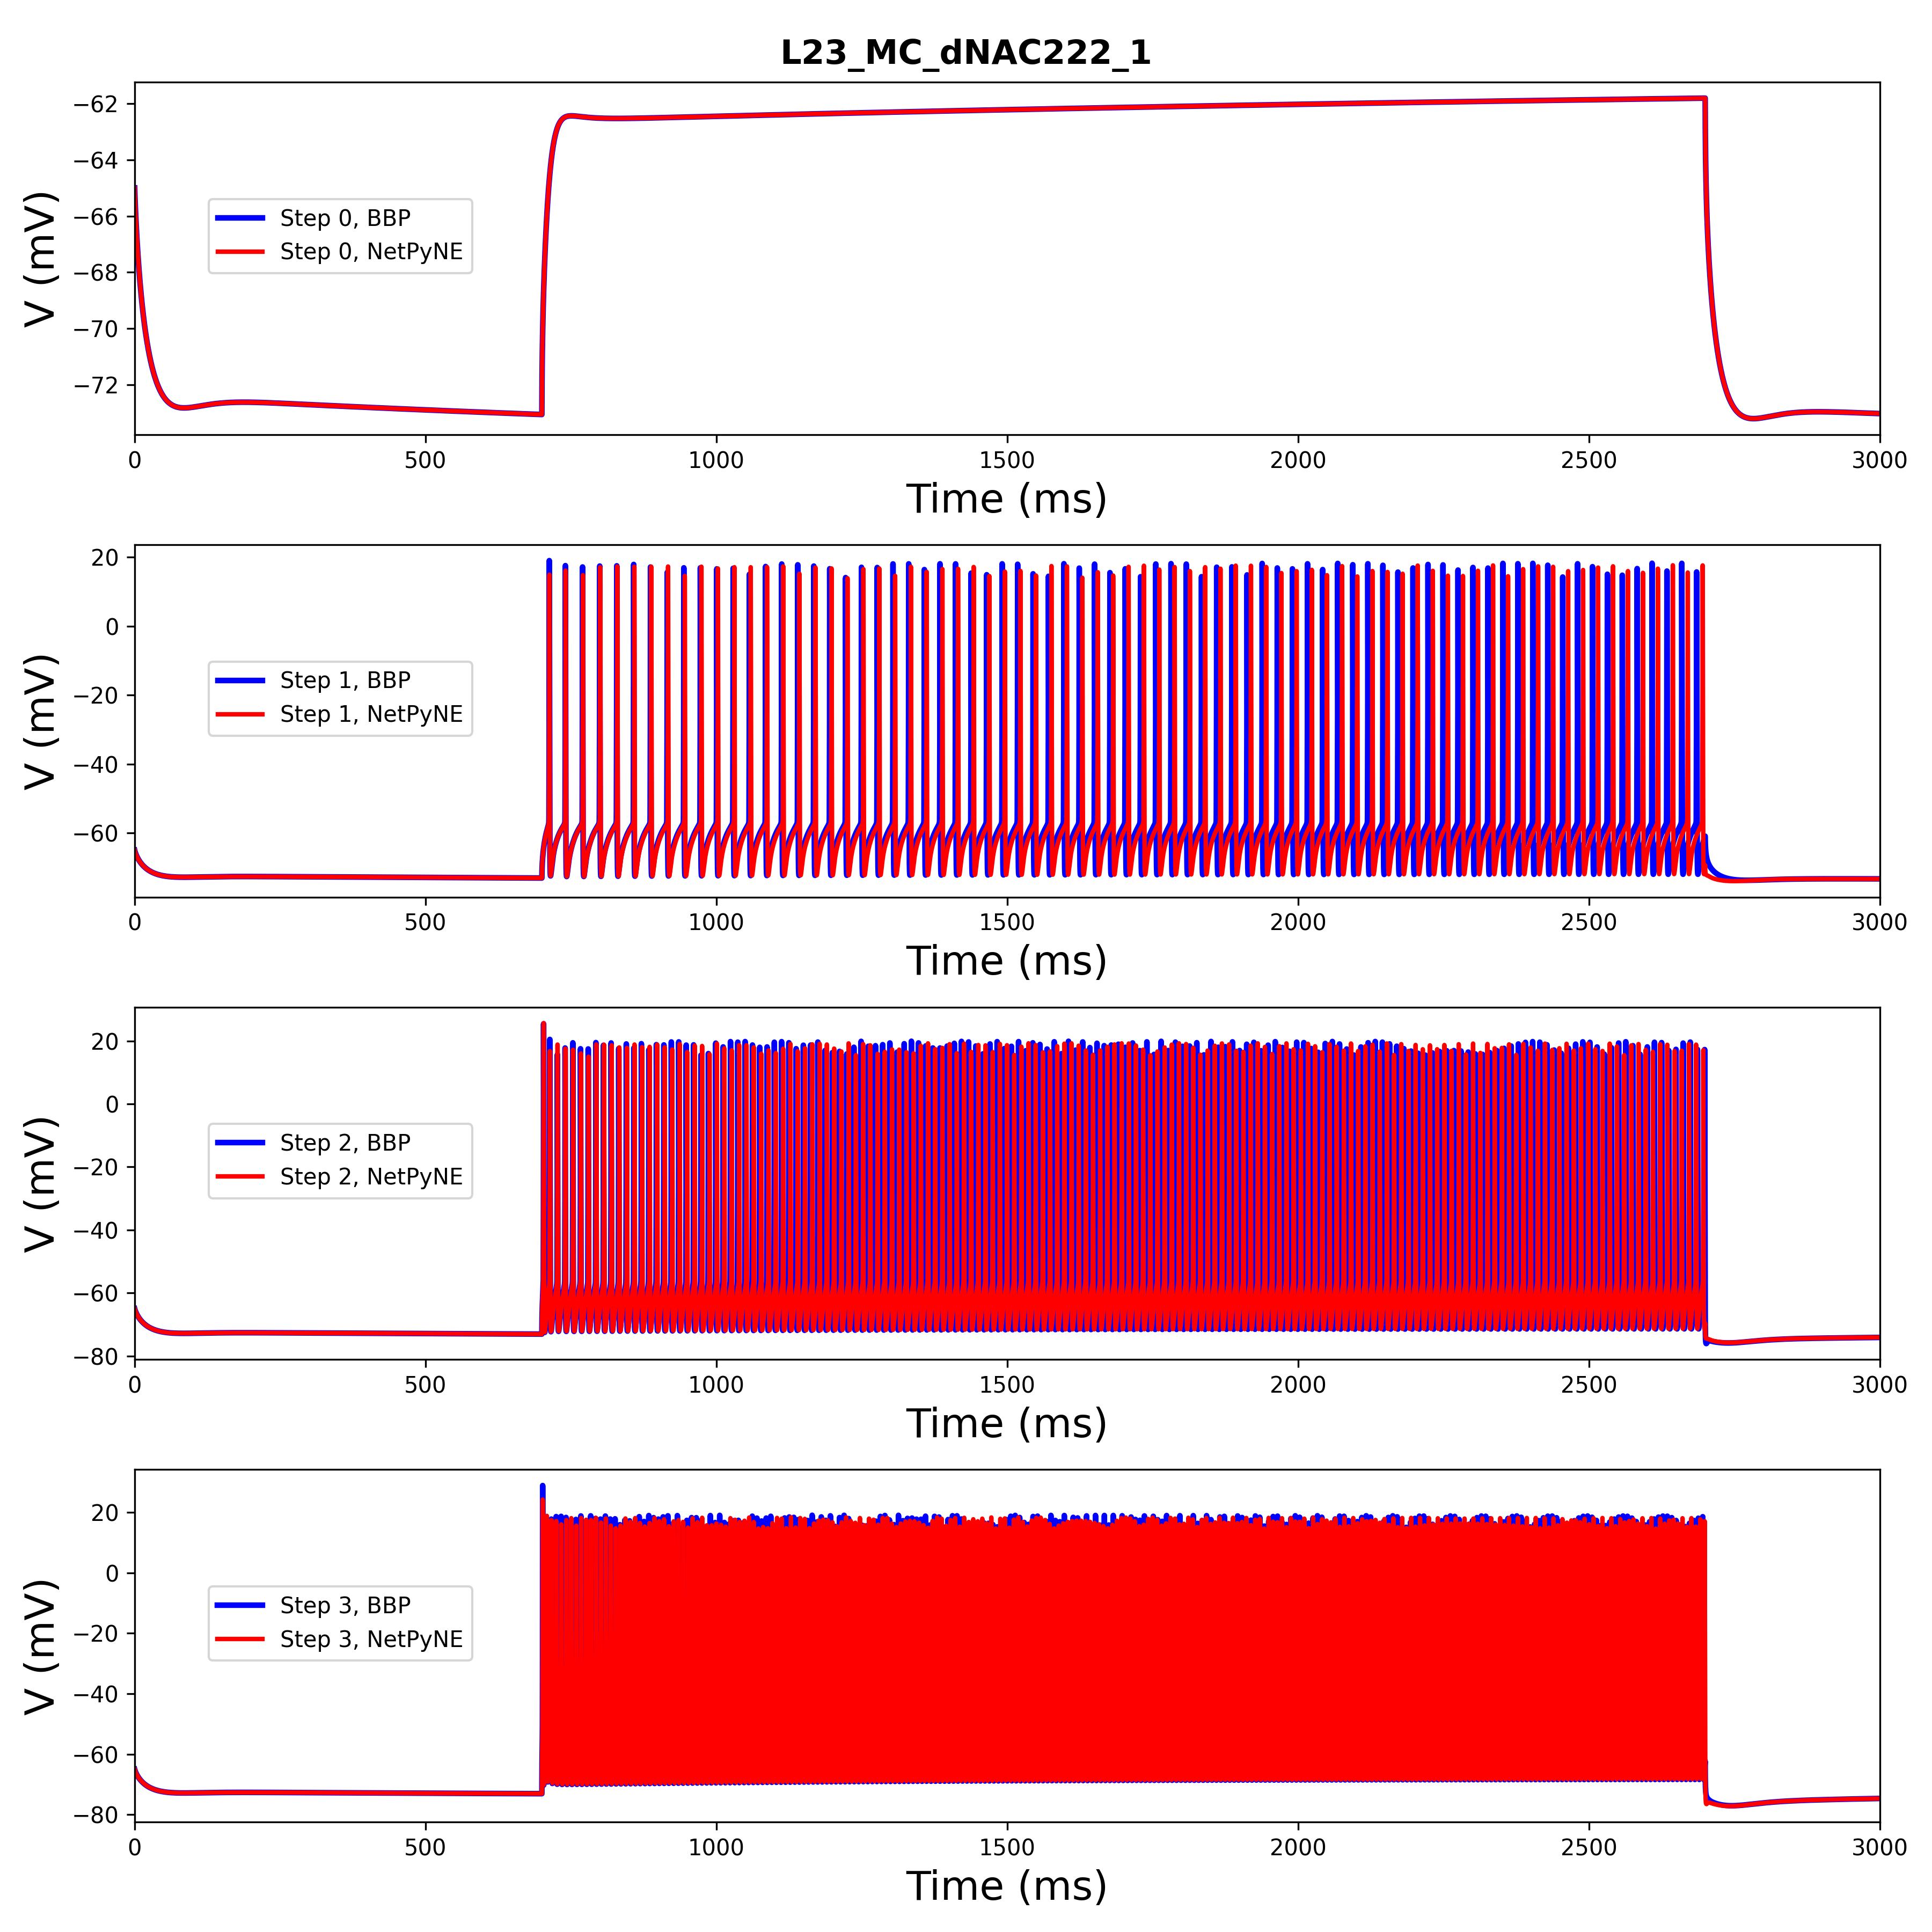 L23_MC_dNAC222_1
−62
−64
−66
−68
−70
−72
V (mV)
Step 0, BBP
Step 0, NetPyNE
0 500 1000 1500 2000 2500 3000
Time (ms)
20
0
−20
−40
−60
V (mV)
Step 1, BBP
Step 1, NetPyNE
0 500 1000 1500 2000 2500 3000
Time (ms)
20
0
−20
−40
−60
−80
V (mV)
Step 2, BBP
Step 2, NetPyNE
0 500 1000 1500 2000 2500 3000
Time (ms)
20
0
−20
−40
−60
−80
V (mV)
Step 3, BBP
Step 3, NetPyNE
0 500 1000 1500 2000 2500 3000
Time (ms)